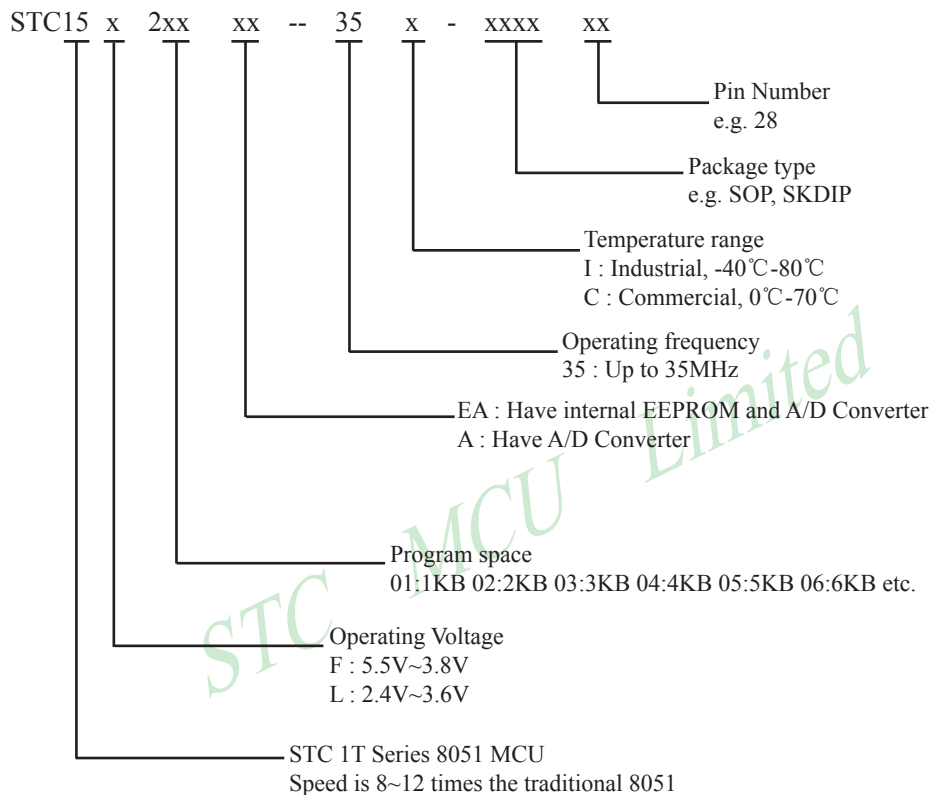 STC15 x 2xx xx -- 35 x - xxxx xx
Pin Number
e.g. 28
Package type
e.g. SOP, SKDIP
Temperature range
I : Industrial, -40℃-80℃
C : Commercial, 0℃-70℃
Operating frequency
35 : Up to 35MHz
EA : Have internal EEPROM and A/D Converter
A : Have A/D Converter
Program space
01:1KB 02:2KB 03:3KB 04:4KB 05:5KB 06:6KB etc.
Operating Voltage
F : 5.5V~3.8V
L : 2.4V~3.6V
STC 1T Series 8051 MCU
Speed is 8~12 times the traditional 8051
STC MCU Limited